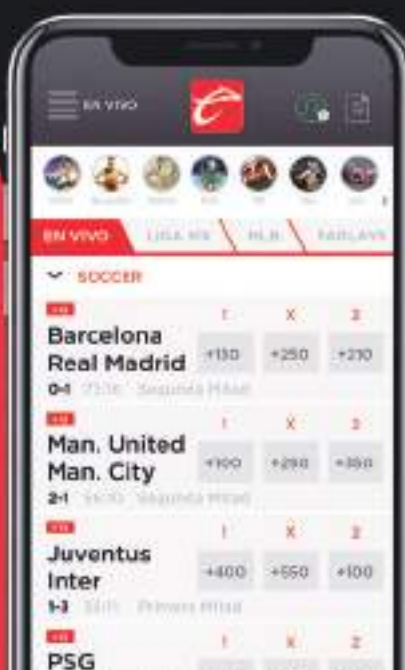 EN VIVO
EN VIVO LIGA MX MLB PARLAYS
SOCCER
1 X 2
Barcelona
Real Madrid
+130 +250 +210
0-1 Segunda Mitad
1 X 2
Man. United
Man. City
+100 +290 +350
2-1 Segunda Mitad
1 X 2
Juventus
Inter
+400 +550 +100
1-3 Primera Mitad
1 X 2
PSG